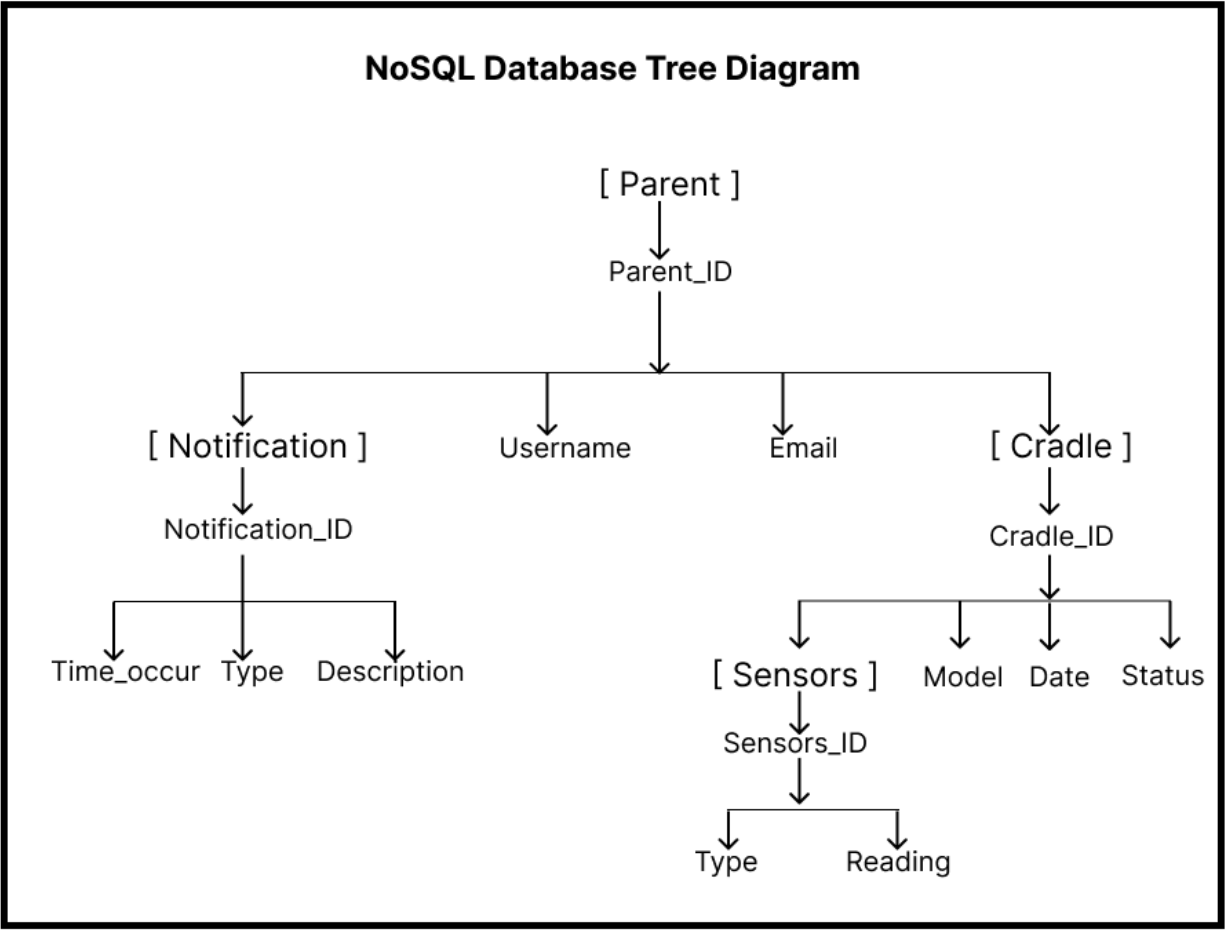 NoSQL Database Tree Diagram
[ Parent ]
Parent_ID
[ Notification ] Username Email [ Cradle ]
Notification_ID Cradle_ID
Time_occur Type Description [ Sensors ] Model Date Status
Sensors_ID
Type Reading